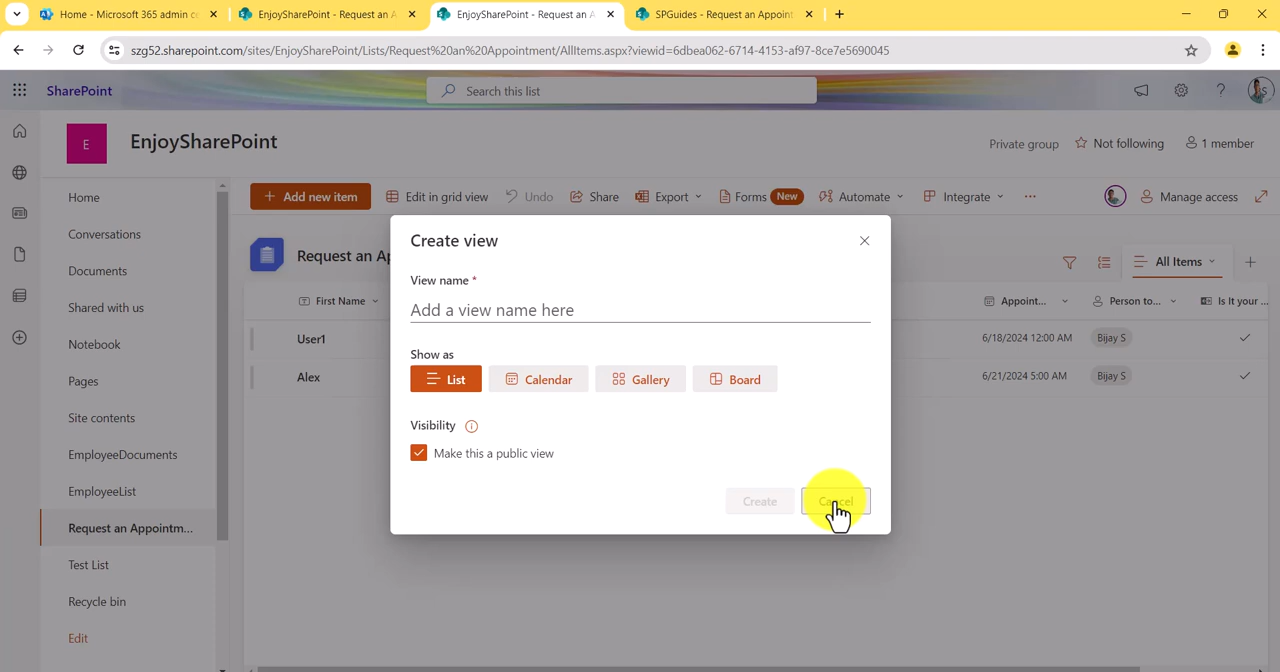 Home - Microsoft 365 admin ce
EnjoySharePoint - Request an A
EnjoySharePoint - Request an A
SPGuides - Request an Appoint
szg52.sharepoint.com/sites/EnjoySharePoint/Lists/Request%20an%20Appointment/AllItems.aspx?viewid=6dbea062-6714-4153-af97-8ce7e5690045
SharePoint
Search this list
S
E
EnjoySharePoint
Private group
Not following
1 member
Home
Conversations
Documents
Shared with us
Notebook
Pages
Site contents
EmployeeDocuments
EmployeeList
Request an Appointm...
Test List
Recycle bin
Edit
Add new item
Edit in grid view
Undo
Share
Export
Forms
New
Automate
Integrate
Manage access
Request an Ap
All Items
First Name
Appoint...
Person to...
Is It your ...
User1
6/18/2024 12:00 AM
Bijay S
Alex
6/21/2024 5:00 AM
Bijay S
Create view
View name *
Add a view name here
Show as
List
Calendar
Gallery
Board
Visibility
Make this a public view
Create
Cancel